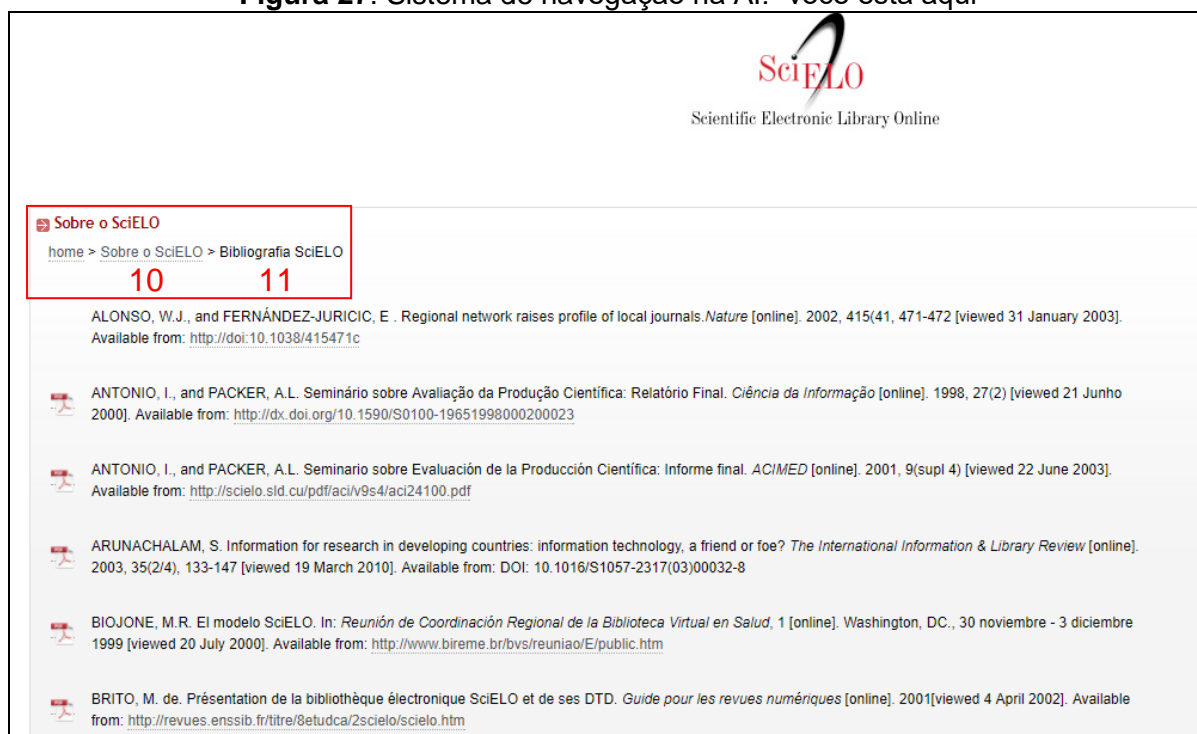 Figura 27. Sistema de navegação na AI: "você está aqui"
SciELO
Scientific Electronic Library Online
Sobre o SciELO
home > Sobre o SciELO > Bibliografia SciELO
10 11
ALONSO, W.J., and FERNÁNDEZ-JURICIC, E . Regional network raises profile of local journals.Nature [online]. 2002, 415(41, 471-472 [viewed 31 January 2003].
Available from: http://doi:10.1038/415471c
ANTONIO, I., and PACKER, A.L. Seminário sobre Avaliação da Produção Científica: Relatório Final. Ciência da Informação [online]. 1998, 27(2) [viewed 21 Junho
2000]. Available from: http://dx.doi.org/10.1590/S0100-19651998000200023
ANTONIO, I., and PACKER, A.L. Seminario sobre Evaluación de la Producción Científica: Informe final. ACIMED [online]. 2001, 9(supl 4) [viewed 22 June 2003].
Available from: http://scielo.sld.cu/pdf/aci/v9s4/aci24100.pdf
ARUNACHALAM, S. Information for research in developing countries: information technology, a friend or foe? The International Information & Library Review [online].
2003, 35(2/4), 133-147 [viewed 19 March 2010]. Available from: DOI: 10.1016/S1057-2317(03)00032-8
BIOJONE, M.R. El modelo SciELO. In: Reunión de Coordinación Regional de la Biblioteca Virtual en Salud, 1 [online]. Washington, DC., 30 noviembre - 3 diciembre
1999 [viewed 20 July 2000]. Available from: http://www.bireme.br/bvs/reuniao/E/public.htm
BRITO, M. de. Présentation de la bibliothèque électronique SciELO et de ses DTD. Guide pour les revues numériques [online]. 2001[viewed 4 April 2002]. Available
from: http://revues.enssib.fr/titre/8etudca/2scielo/scielo.htm